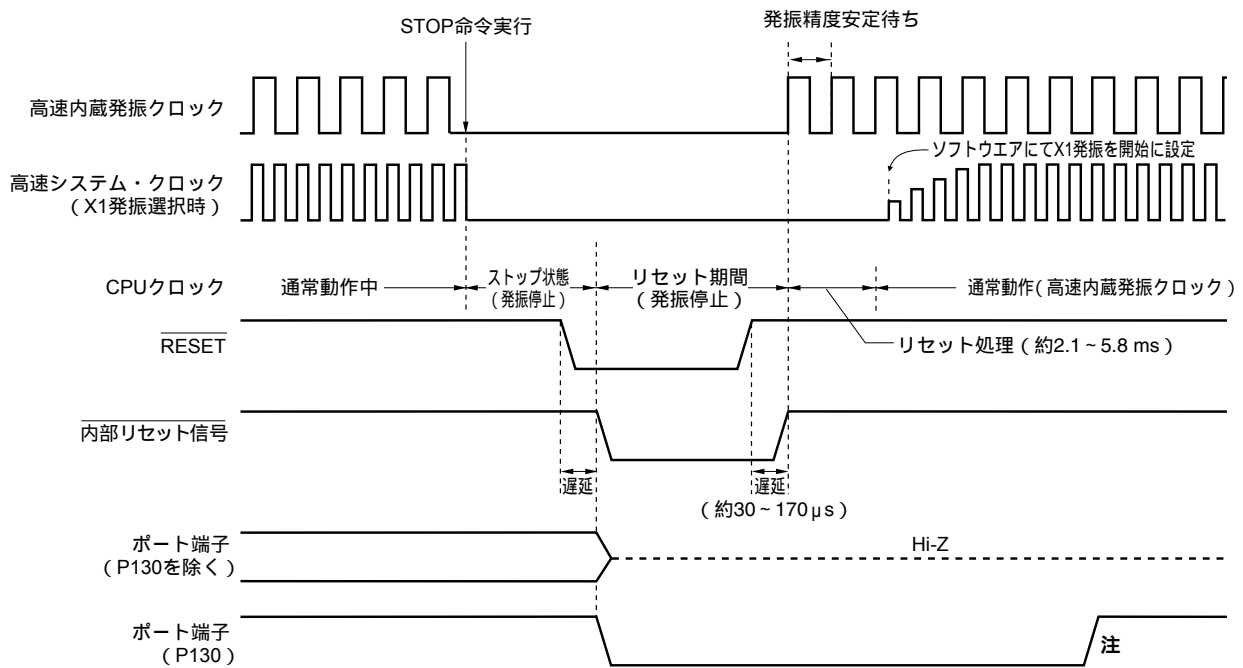 STOP命令実行
発振精度安定待ち
高速内蔵発振クロック
ソフトウエアにてX1発振を開始に設定
高速システム・クロック
（X1発振選択時）
CPUクロック
通常動作中
ストップ状態
（発振停止）
リセット期間
（発振停止）
通常動作（高速内蔵発振クロック）
RESET
リセット処理（約2.1～5.8 ms）
内部リセット信号
遅延
遅延
（約30～170μs）
ポート端子
（P130を除く）
Hi-Z
ポート端子
（P130）
注